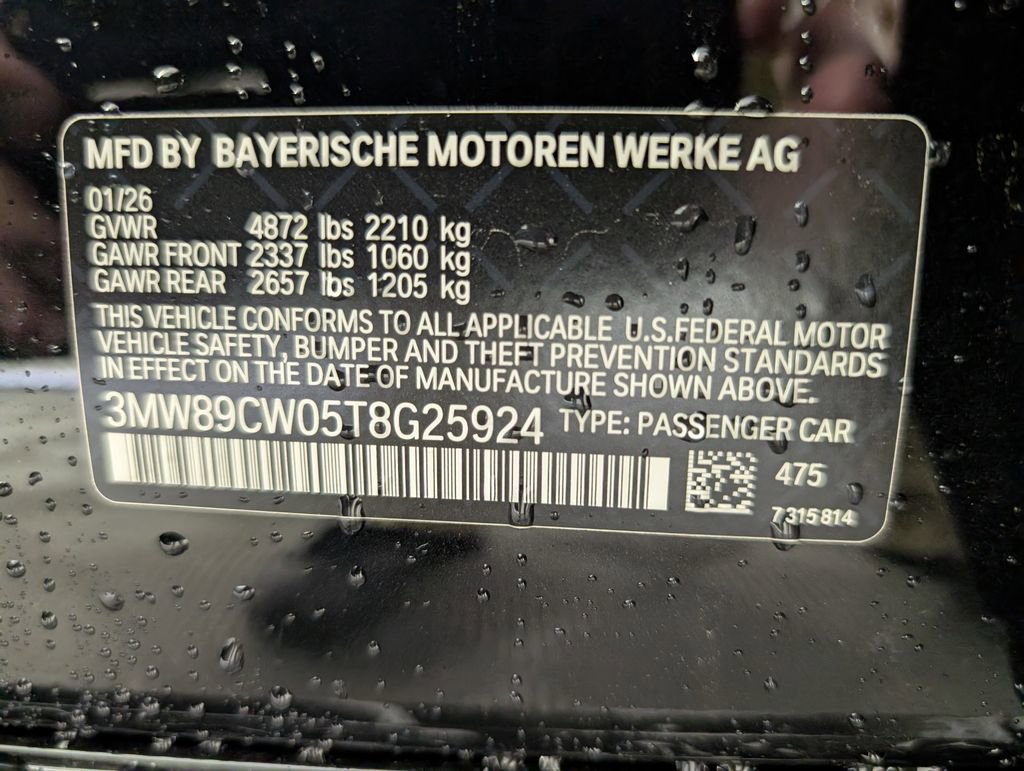 MFD BY BAYERISCHE MOTOREN WERKE AG
01/26
GVWR 4872 lbs 2210 kg
GAWR FRONT 2337 lbs 1060 kg
GAWR REAR 2657 lbs 1205 kg
THIS VEHICLE CONFORMS TO ALL APPLICABLE U.S.FEDERAL MOTOR
VEHICLE SAFETY, BUMPER AND THEFT PREVENTION STANDARDS
IN EFFECT ON THE DATE OF MANUFACTURE SHOWN ABOVE.
3MW89CW05T8G25924 TYPE: PASSENGER CAR
475
7315814